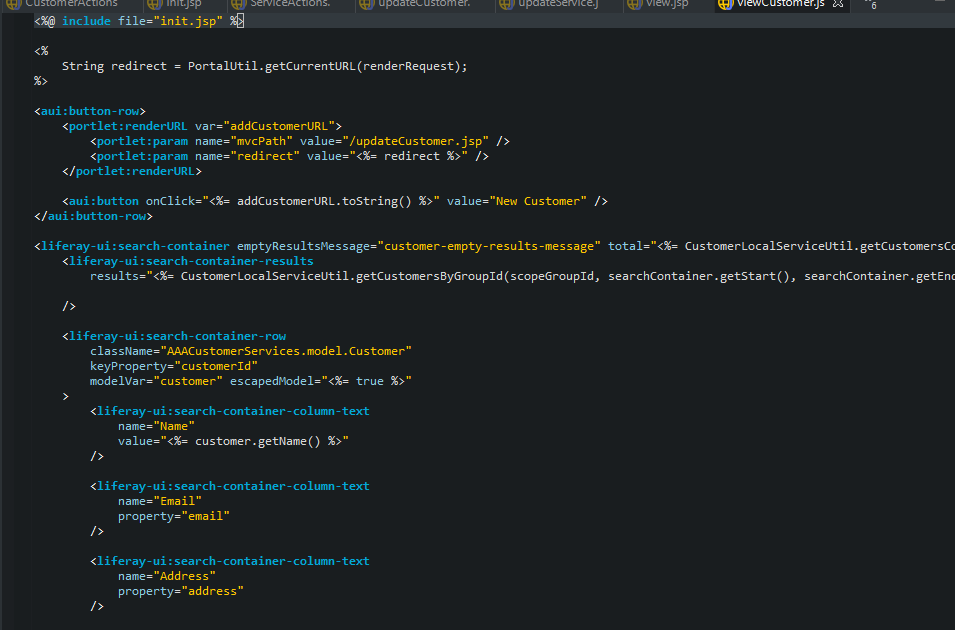 CustomerActions init.jsp ServiceActions. updateCustomer. updateService.j view.jsp viewCustomer.js 6
<%@ include file="init.jsp" %>
<%
String redirect = PortalUtil.getCurrentURL(renderRequest);
%>
<aui:button-row>
<portlet:renderURL var="addCustomerURL">
<portlet:param name="mvcPath" value="/updateCustomer.jsp" />
<portlet:param name="redirect" value="<%= redirect %>" />
</portlet:renderURL>
<aui:button onClick="<%= addCustomerURL.toString() %>" value="New Customer" />
</aui:button-row>
<liferay-ui:search-container emptyResultsMessage="customer-empty-results-message" total="<%= CustomerLocalServiceUtil.getCustomersCo
<liferay-ui:search-container-results
results="<%= CustomerLocalServiceUtil.getCustomersByGroupId(scopeGroupId, searchContainer.getStart(), searchContainer.getEnd
/>
<liferay-ui:search-container-row
className="AAACustomerServices.model.Customer"
keyProperty="customerId"
modelVar="customer" escapedModel="<%= true %>"
>
<liferay-ui:search-container-column-text
name="Name"
value="<%= customer.getName() %>"
/>
<liferay-ui:search-container-column-text
name="Email"
property="email"
/>
<liferay-ui:search-container-column-text
name="Address"
property="address"
/>